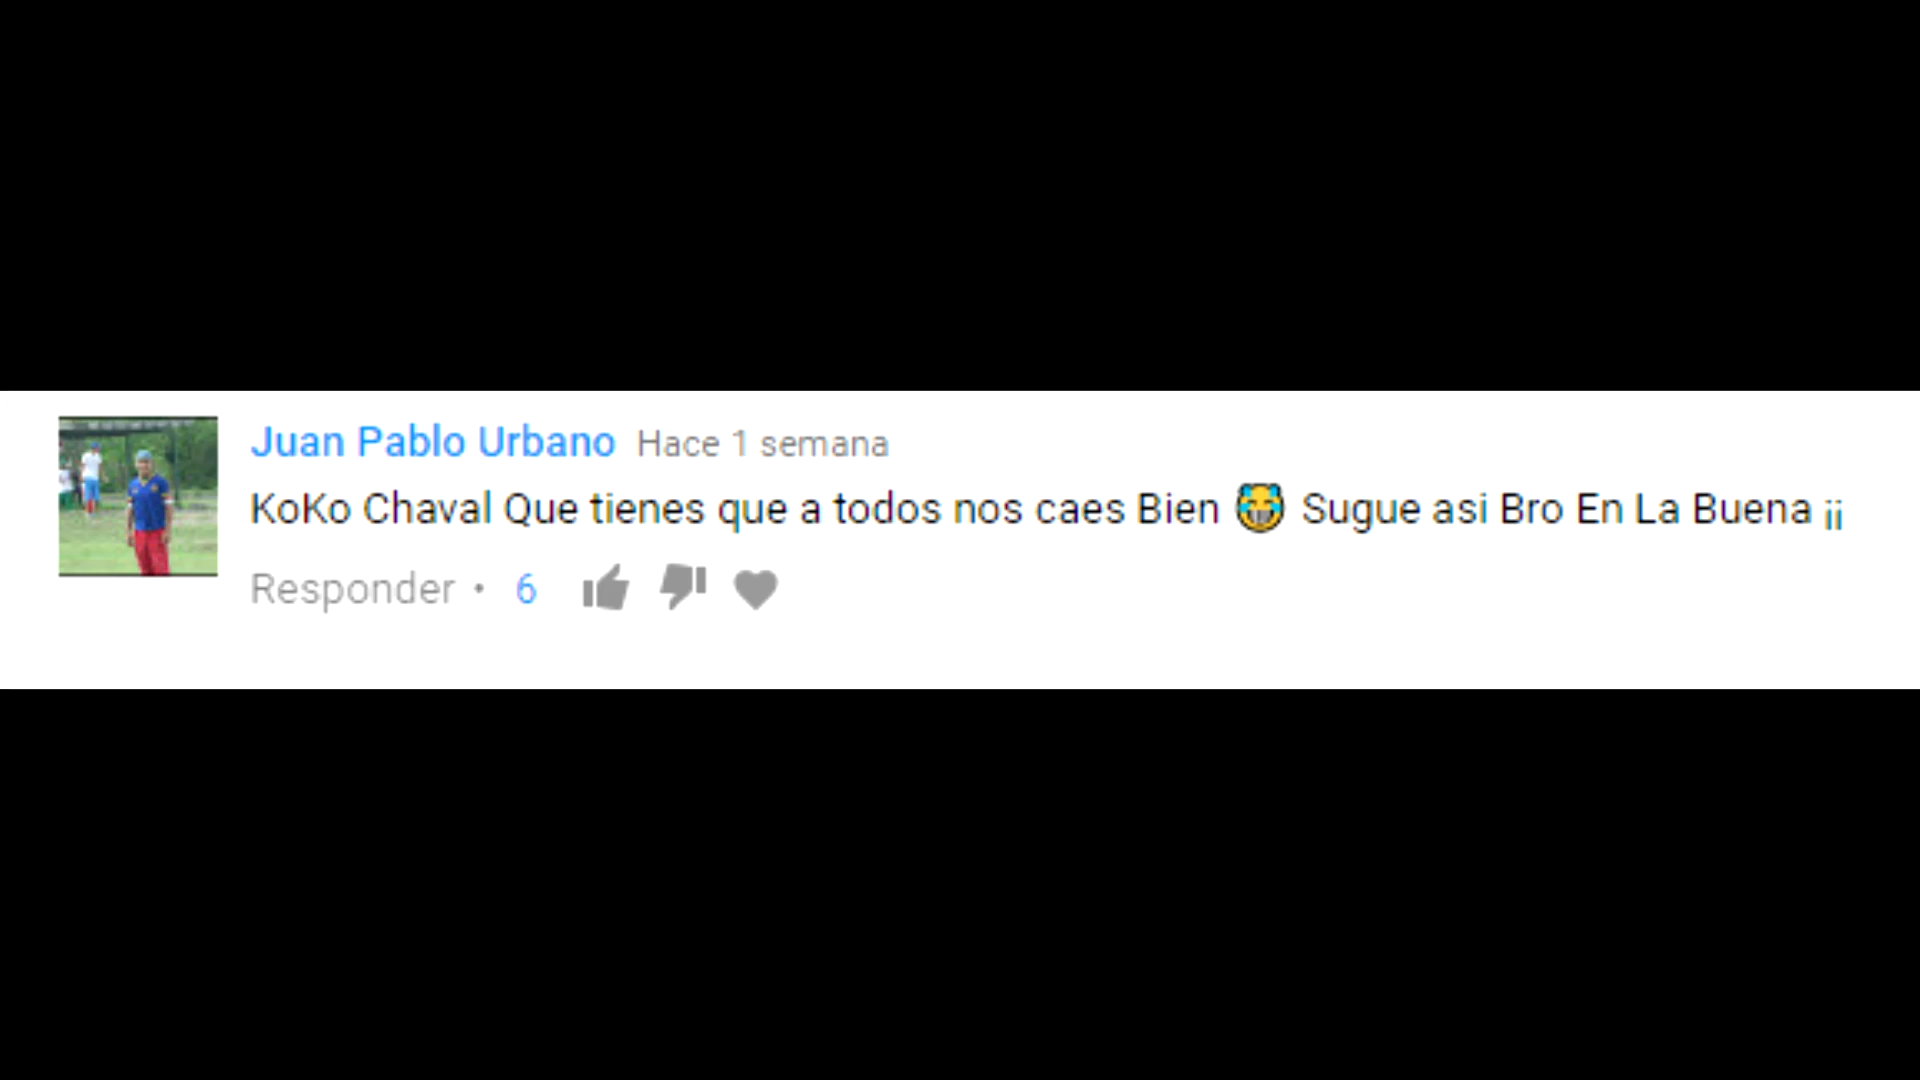 Juan Pablo Urbano Hace 1 semana
KoKo Chaval Que tienes que a todos nos caes Bien 😹 Sugue asi Bro En La Buena ¡¡
Responder • 6